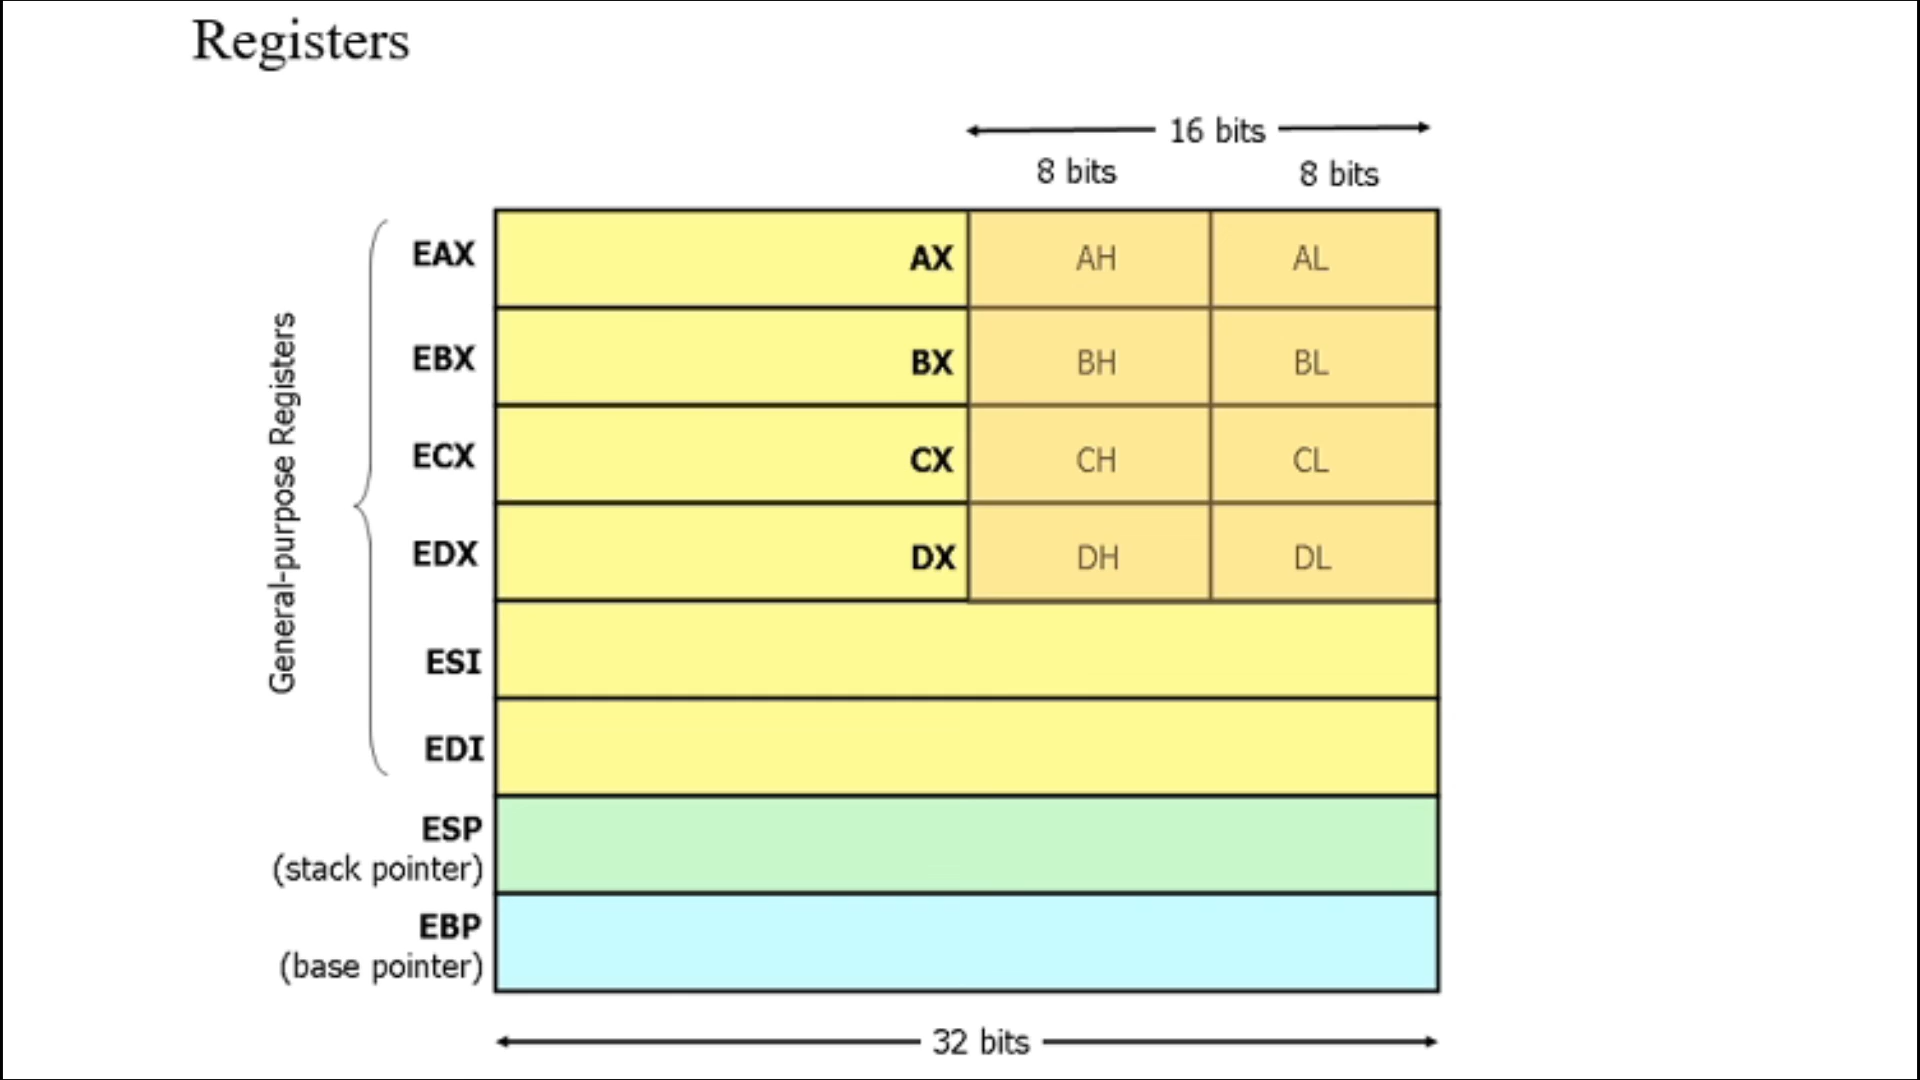 Registers
16 bits
8 bits 8 bits
General-purpose Registers
EAX AX AH AL
EBX BX BH BL
ECX CX CH CL
EDX DX DH DL
ESI
EDI
ESP
(stack pointer)
EBP
(base pointer)
32 bits